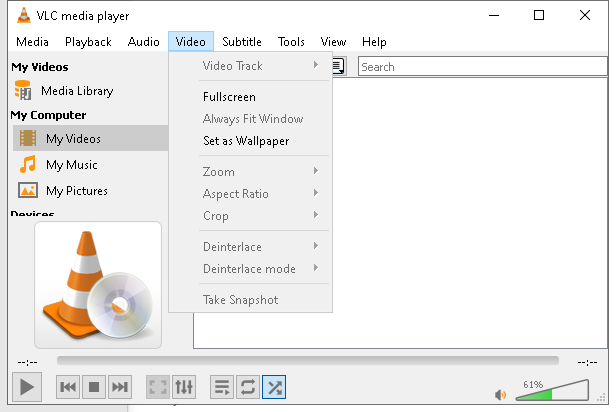 VLC media player
Media Playback Audio Video Subtitle Tools View Help
My Videos
Media Library
My Computer
My Videos
My Music
My Pictures
Devices
Video Track
Fullscreen
Always Fit Window
Set as Wallpaper
Zoom
Aspect Ratio
Crop
Deinterlace
Deinterlace mode
Take Snapshot
Search
--:-- --:--
61%